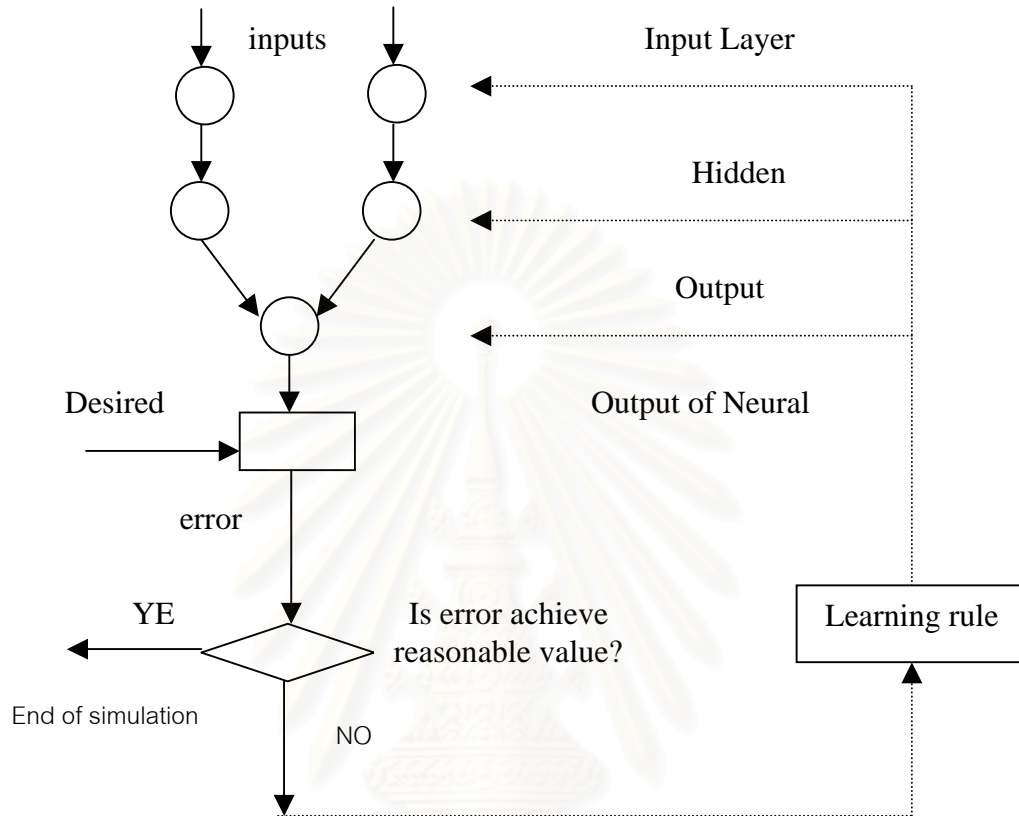 inputs
Input Layer
Hidden
Output
Desired
Output of Neural
error
YE
Is error achieve
reasonable value?
Learning rule
End of simulation
NO